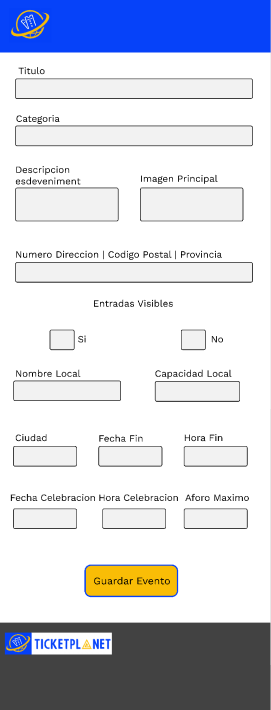 Titulo
Categoria
Descripcion
esdeveniment
Imagen Principal
Numero Direccion | Codigo Postal | Provincia
Entradas Visibles
Si
No
Nombre Local
Capacidad Local
Ciudad
Fecha Fin
Hora Fin
Fecha Celebracion
Hora Celebracion
Aforo Maximo
Guardar Evento
TICKETPLANET